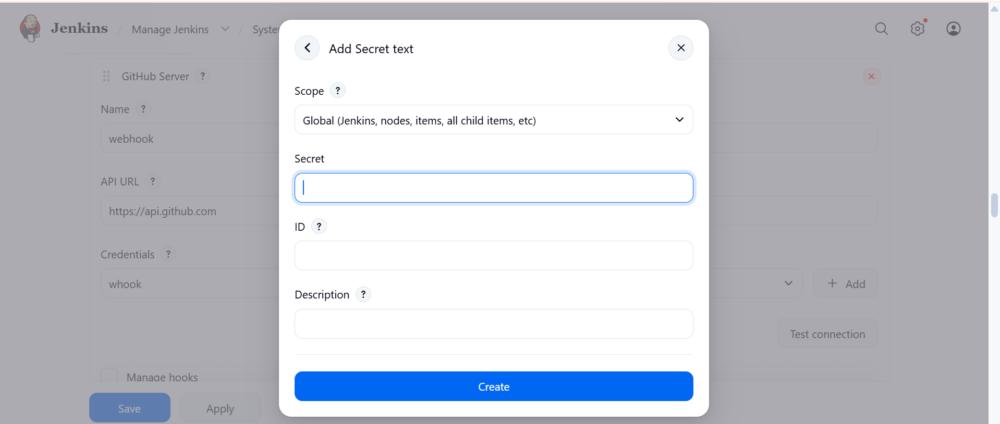 Jenkins / Manage Jenkins / Syste
Add Secret text
GitHub Server ?
Name ?
webhook
API URL ?
https://api.github.com
Credentials ?
whook
Add
Test connection
Manage hooks
Save
Apply
Scope ?
Global (Jenkins, nodes, items, all child items, etc)
Secret
ID ?
Description ?
Create